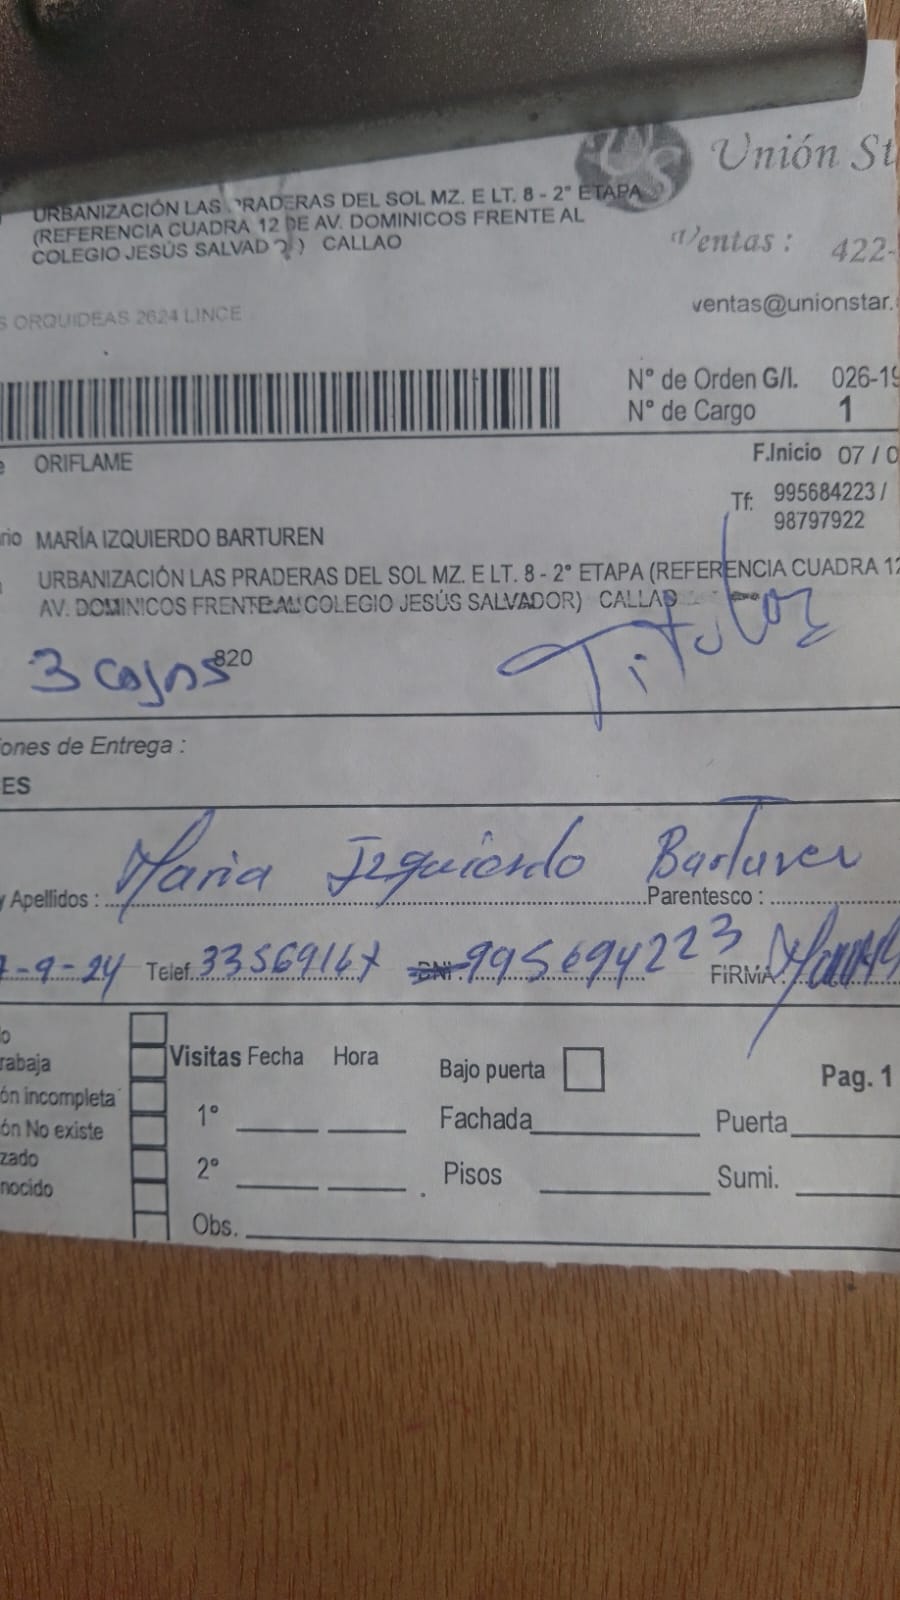 Unión St
URBANIZACIÓN LAS PRADERAS DEL SOL MZ. E LT. 8 - 2° ETAPA
(REFERENCIA CUADRA 12 DE AV. DOMINICOS FRENTE AL
COLEGIO JESÚS SALVAD ) CALLAO
Ventas : 422-
ventas@unionstar.
S ORQUIDEAS 2624 LINCE
N° de Orden G/I. 026-19
N° de Cargo 1
e ORIFLAME
F.Inicio 07 / 0
Tf: 995684223 /
98797922
rio MARÍA IZQUIERDO BARTUREN
URBANIZACIÓN LAS PRADERAS DEL SOL MZ. E LT. 8 - 2° ETAPA (REFERENCIA CUADRA 12
AV. DOMINICOS FRENTE AL COLEGIO JESÚS SALVADOR) CALLAO
3 cajas 820
Titular
ones de Entrega :
ES
y Apellidos : Maria Izquierdo Barturen Parentesco :
-9-24 Telef. 33569167 DNI 995694223 FIRMA
o
rabaja
ón incompleta
ón No existe
zado
nocido
Visitas Fecha Hora
1°
2°
Obs.
Bajo puerta
Fachada Puerta
Pisos Sumi.
Pag. 1